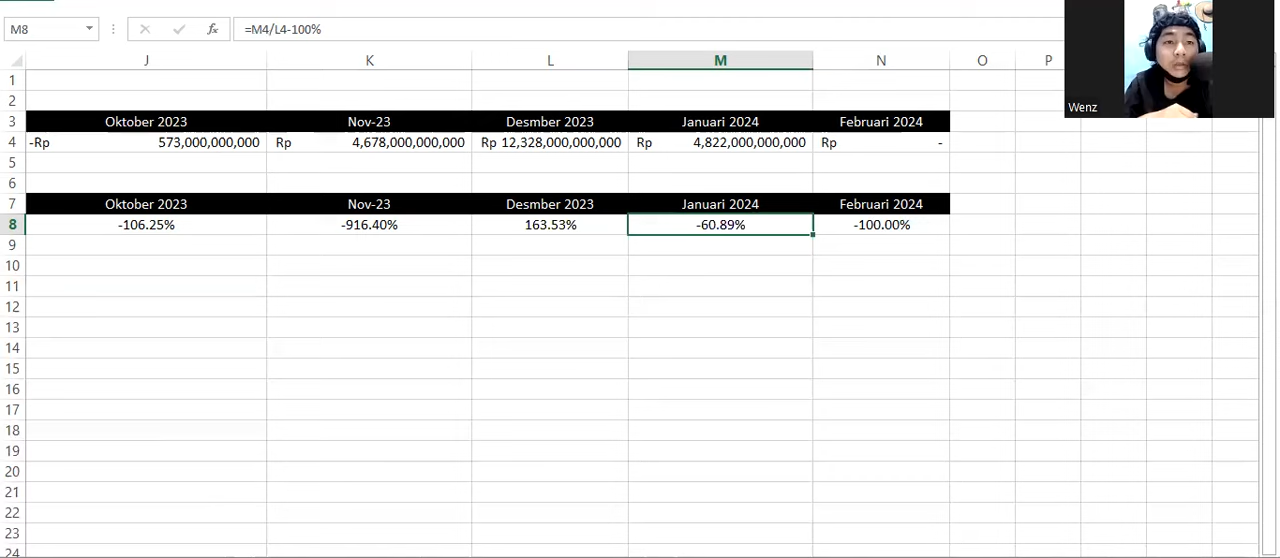 M8 fx =M4/L4-100%
Wenz
J K L M N O P
1
2
3 Oktober 2023 Nov-23 Desmber 2023 Januari 2024 Februari 2024
4 -Rp 573,000,000,000 Rp 4,678,000,000,000 Rp 12,328,000,000,000 Rp 4,822,000,000,000 Rp -
5
6
7 Oktober 2023 Nov-23 Desmber 2023 Januari 2024 Februari 2024
8 -106.25% -916.40% 163.53% -60.89% -100.00%
9
10
11
12
13
14
15
16
17
18
19
20
21
22
23
24